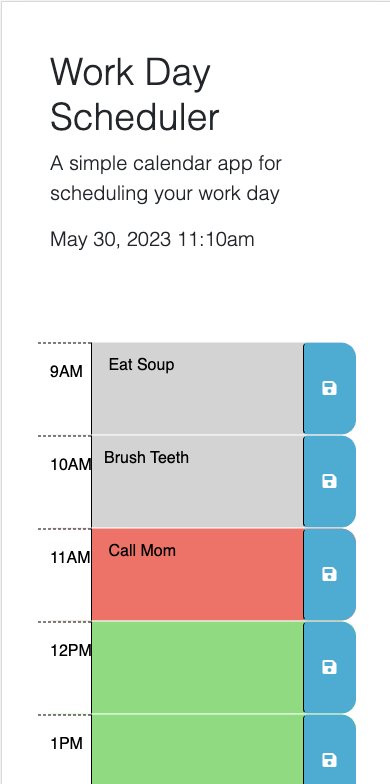 Work Day
Scheduler
A simple calendar app for
scheduling your work day
May 30, 2023 11:10am
9AM Eat Soup
10AM Brush Teeth
11AM Call Mom
12PM
1PM